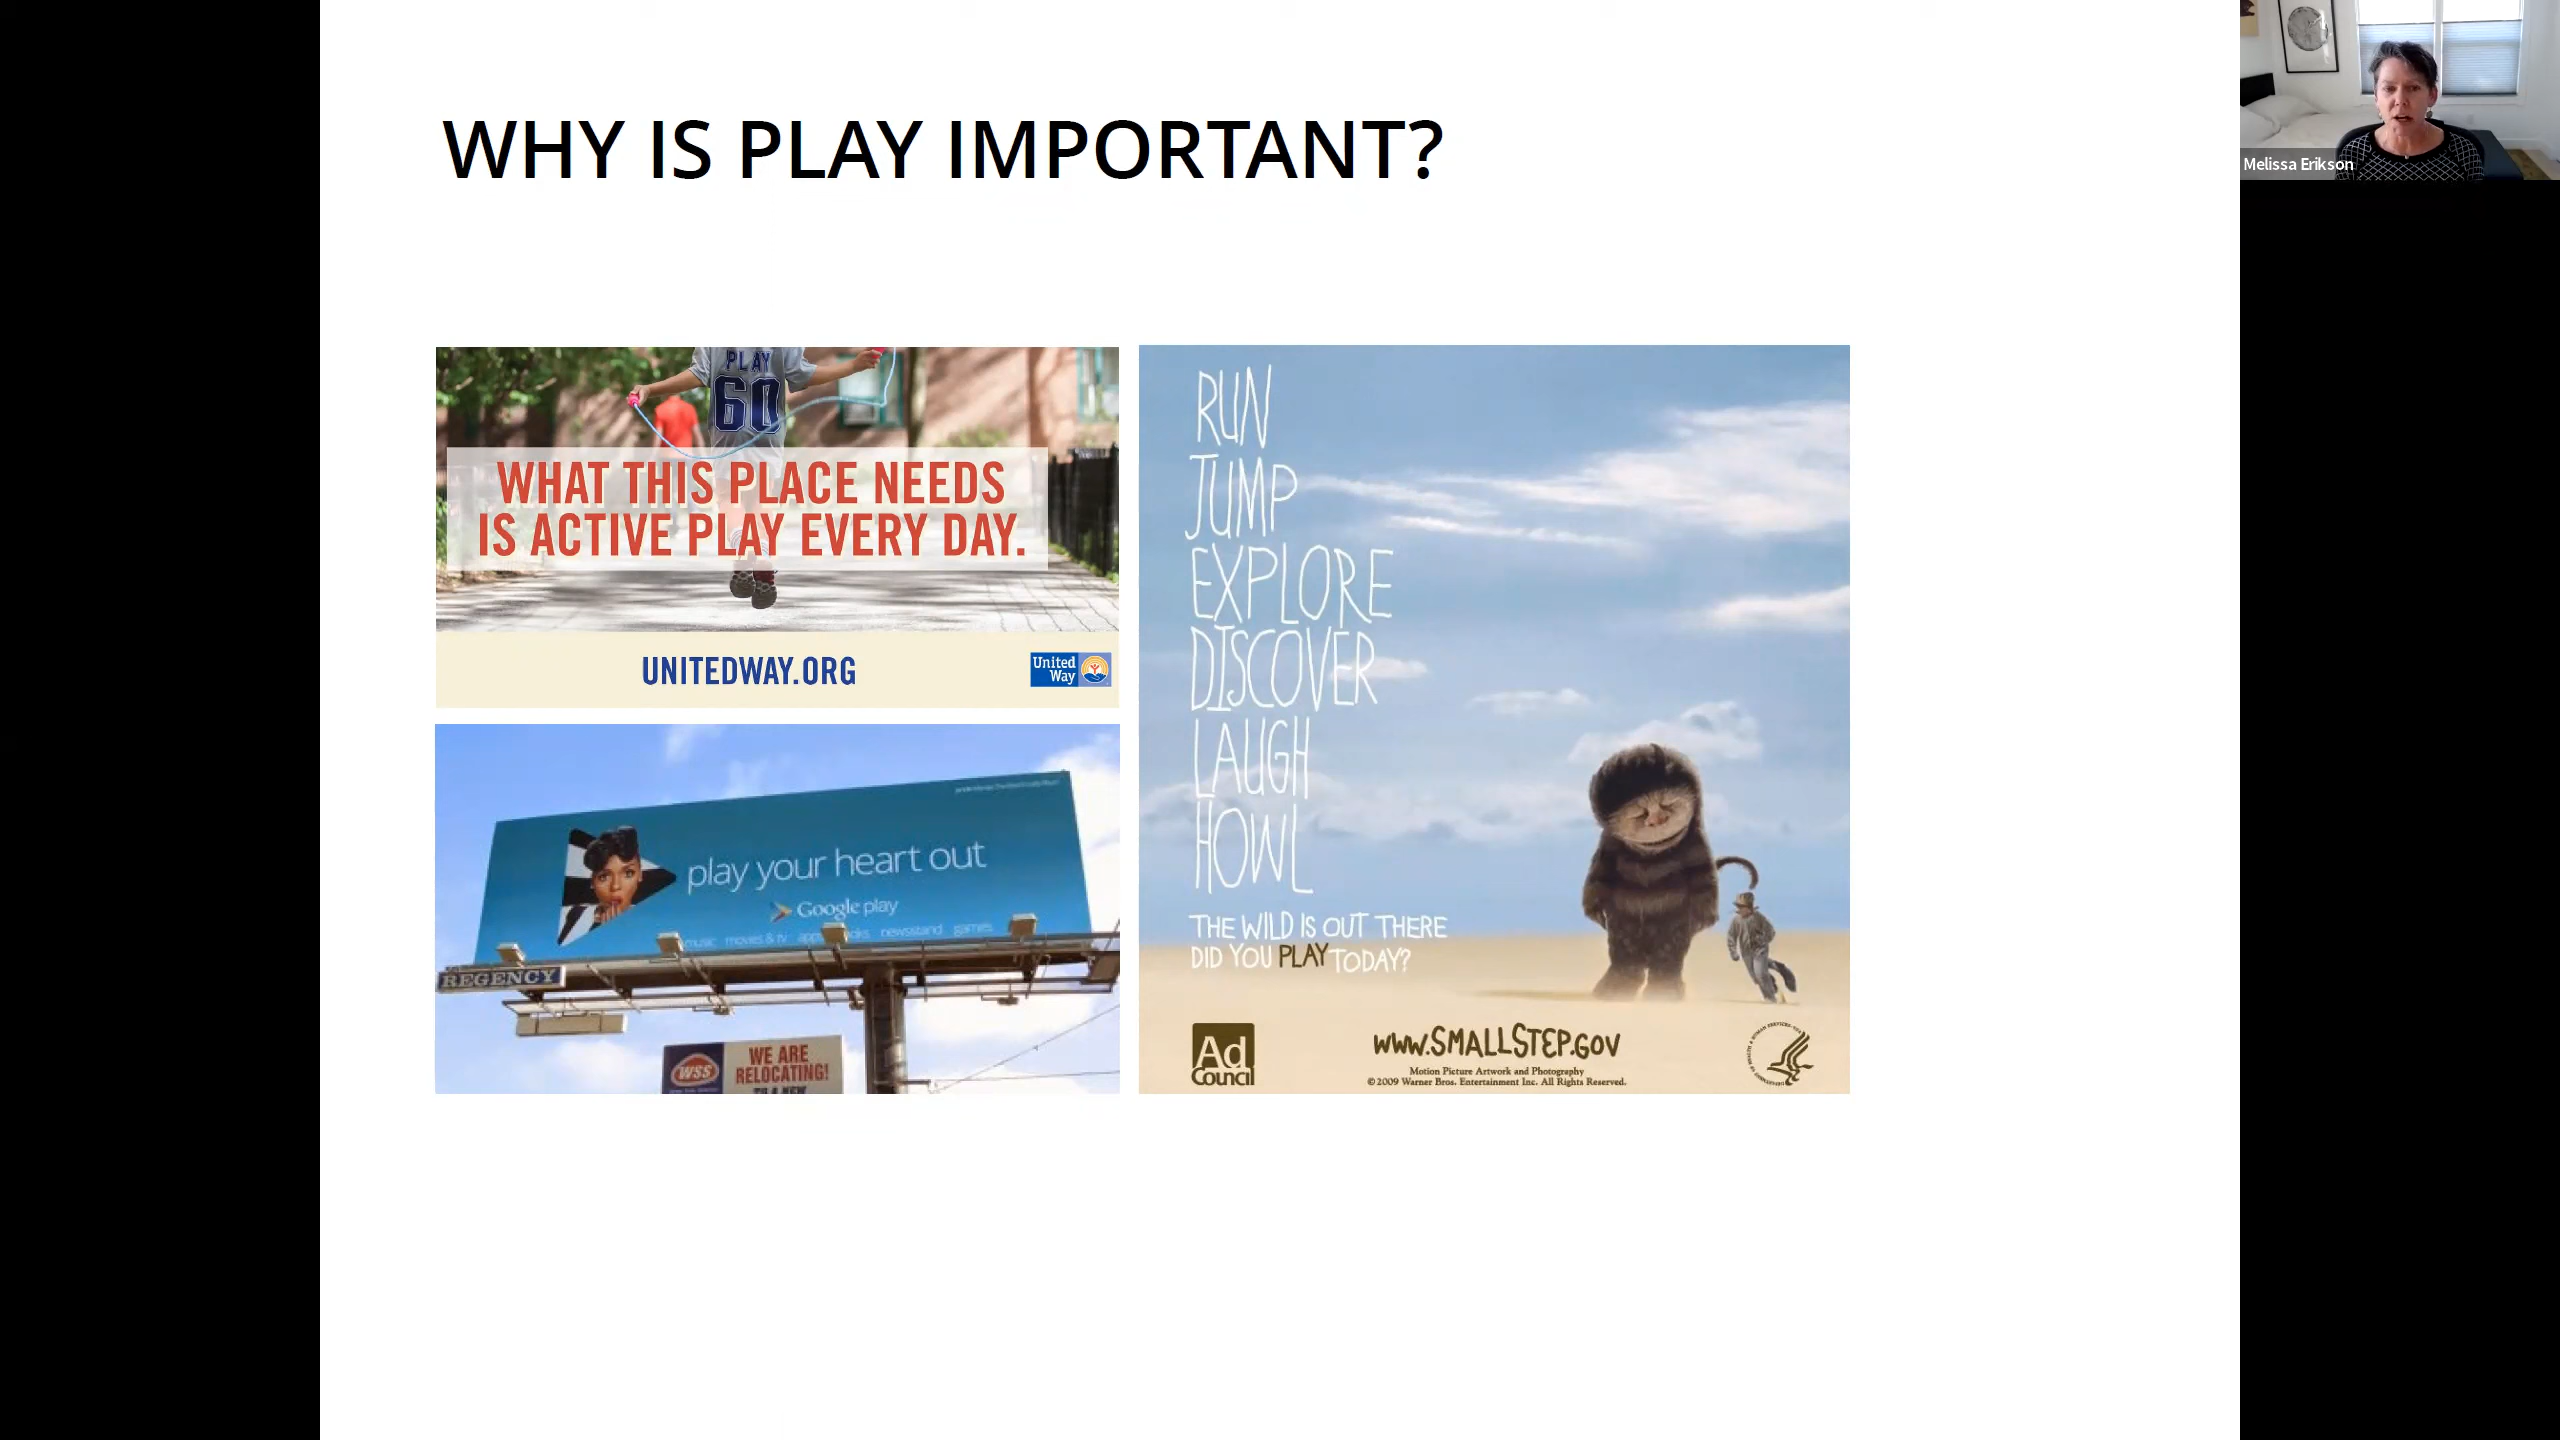 WHY IS PLAY IMPORTANT?
Melissa Erikson
PLAY
60
WHAT THIS PLACE NEEDS
IS ACTIVE PLAY EVERY DAY.
UNITEDWAY.ORG
United
Way
play your heart out
Google play
music movies & tv newsstand games
REGENCY
WSS
WE ARE
RELOCATING!
TO A NEW
RUN
JUMP
EXPLORE
DISCOVER
LAUGH
HOWL
THE WILD IS OUT THERE
DID YOU PLAY TODAY?
Ad
Council
www.SMALLSTEP.GOV
Motion Picture Artwork and Photography
© 2009 Warner Bros. Entertainment Inc. All Rights Reserved.